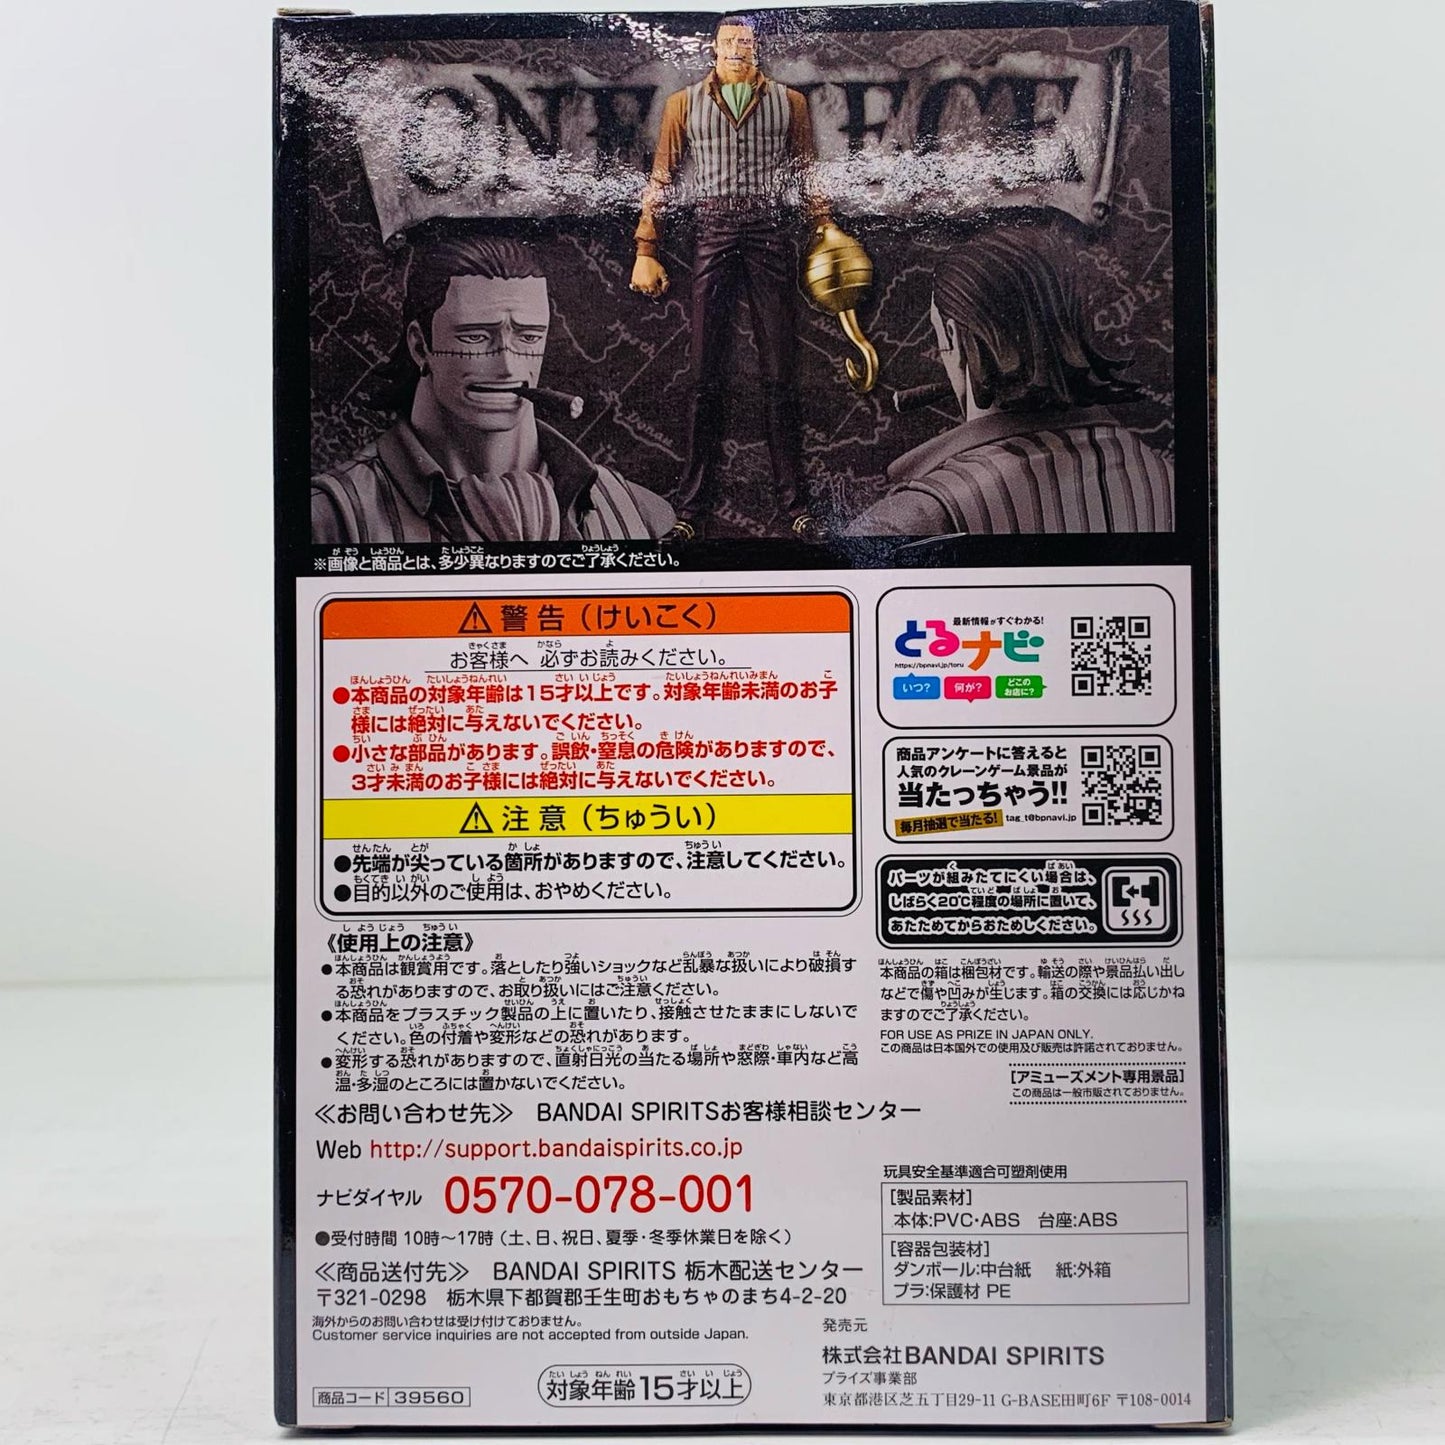 ONE PIECE
※画像と商品とは、多少異なりますのでご了承ください。
⚠警告(けいこく)
お客様へ 必ずお読みください。
●本商品の対象年齢は15才以上です。対象年齢未満のお子
様には絶対に与えないでください。
●小さな部品があります。誤飲・窒息の危険がありますので、
3才未満のお子様には絶対に与えないでください。
⚠注意(ちゅうい)
●先端が尖っている箇所がありますので、注意してください。
●目的以外のご使用は、おやめください。
《使用上の注意》
●本商品は観賞用です。落としたり強いショックなど乱暴な扱いにより破損す
る恐れがありますので、お取り扱いにはご注意ください。
●本商品をプラスチック製品の上に置いたり、接触させたままにしないで
ください。色の付着や変形などの恐れがあります。
●変形する恐れがありますので、直射日光の当たる場所や窓際・車内など高
温・多湿のところには置かないでください。
≪お問い合わせ先≫ BANDAI SPIRITSお客様相談センター
Web http://support.bandaispirits.co.jp
ナビダイヤル 0570-078-001
●受付時間 10時〜17時(土、日、祝日、夏季・冬季休業日を除く)
≪商品送付先≫ BANDAI SPIRITS 栃木配送センター
〒321-0298 栃木県下都賀郡壬生町おもちゃのまち4-2-20
海外からのお問い合わせは受け付けておりません。
Customer service inquiries are not accepted from outside Japan.
商品コード 39560
対象年齢15才以上
最新情報がすぐわかる!
とるナビ
https://bpnavi.jp/toru
いつ?
何が?
どこの
お店に?
商品アンケートに答えると
人気のクレーンゲーム景品が
当たっちゃう!!
毎月抽選で当たる!
tag_t@bpnavi.jp
パーツが組みたてにくい場合は、
しばらく20℃程度の場所に置いて、
あたためてからおためしください。
本商品の箱は梱包材です。輸送の際や景品払い出し
などで傷や凹みが生じます。箱の交換には応じかね
ますのでご了承ください。
FOR USE AS PRIZE IN JAPAN ONLY.
この商品は日本国外での使用及び販売は許諾されておりません。
[アミューズメント専用景品]
この商品は一般市販されておりません。
玩具安全基準適合可塑剤使用
[製品素材]
本体:PVC・ABS 台座:ABS
[容器包装材]
ダンボール:中台紙 紙:外箱
プラ:保護材 PE
発売元
株式会社BANDAI SPIRITS
プライズ事業部
東京都港区芝五丁目29-11 G-BASE田町6F 〒108-0014